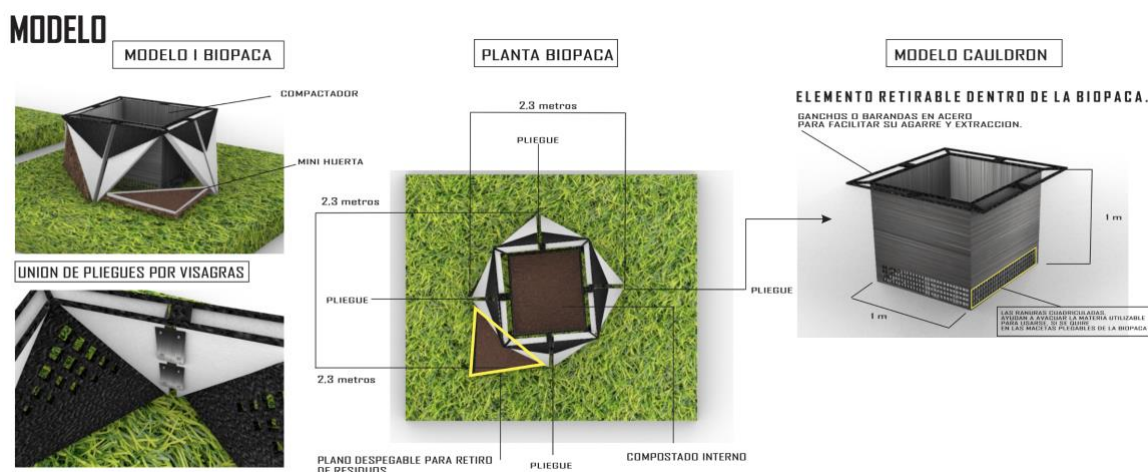 MODELO
MODELO I BIOPACA
COMPACTADOR
MINI HUERTA
UNION DE PLIEGUES POR VISAGRAS
PLANTA BIOPACA
2.3 metros
PLIEGUE
2.3 metros
PLIEGUE
PLIEGUE
2.3 metros
PLANO DESPEGABLE PARA RETIRO
DE RESIDUOS
PLIEGUE
COMPOSTADO INTERNO
MODELO CAULDRON
ELEMENTO RETIRABLE DENTRO DE LA BIOPACA.
GANCHOS O BARANDAS EN ACERO
PARA FACILITAR SU AGARRE Y EXTRACCION.
1 m
1 m
LAS RANURAS CUADRICULADAS,
AYUDAN A AVACUAR LA MATERIA UTILIZABLE
PARA USARSE, SI SE QUIRE
EN LAS MACETAS PLEGABLES DE LA BIOPACA